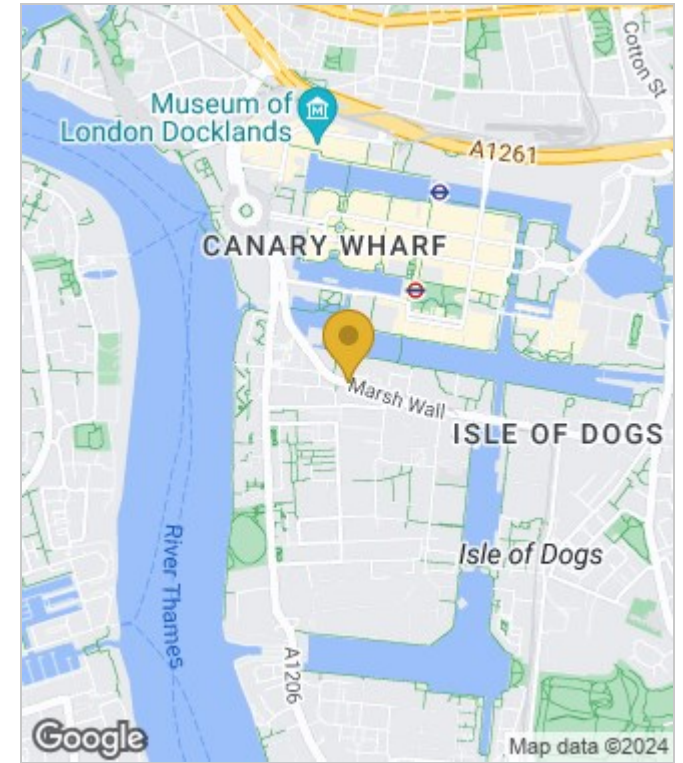 Cotton St
Museum of
London Docklands
A1261
CANARY WHARF
Marsh Wall
ISLE OF DOGS
Isle of Dogs
River Thames
A1206
Google
Map data ©2024